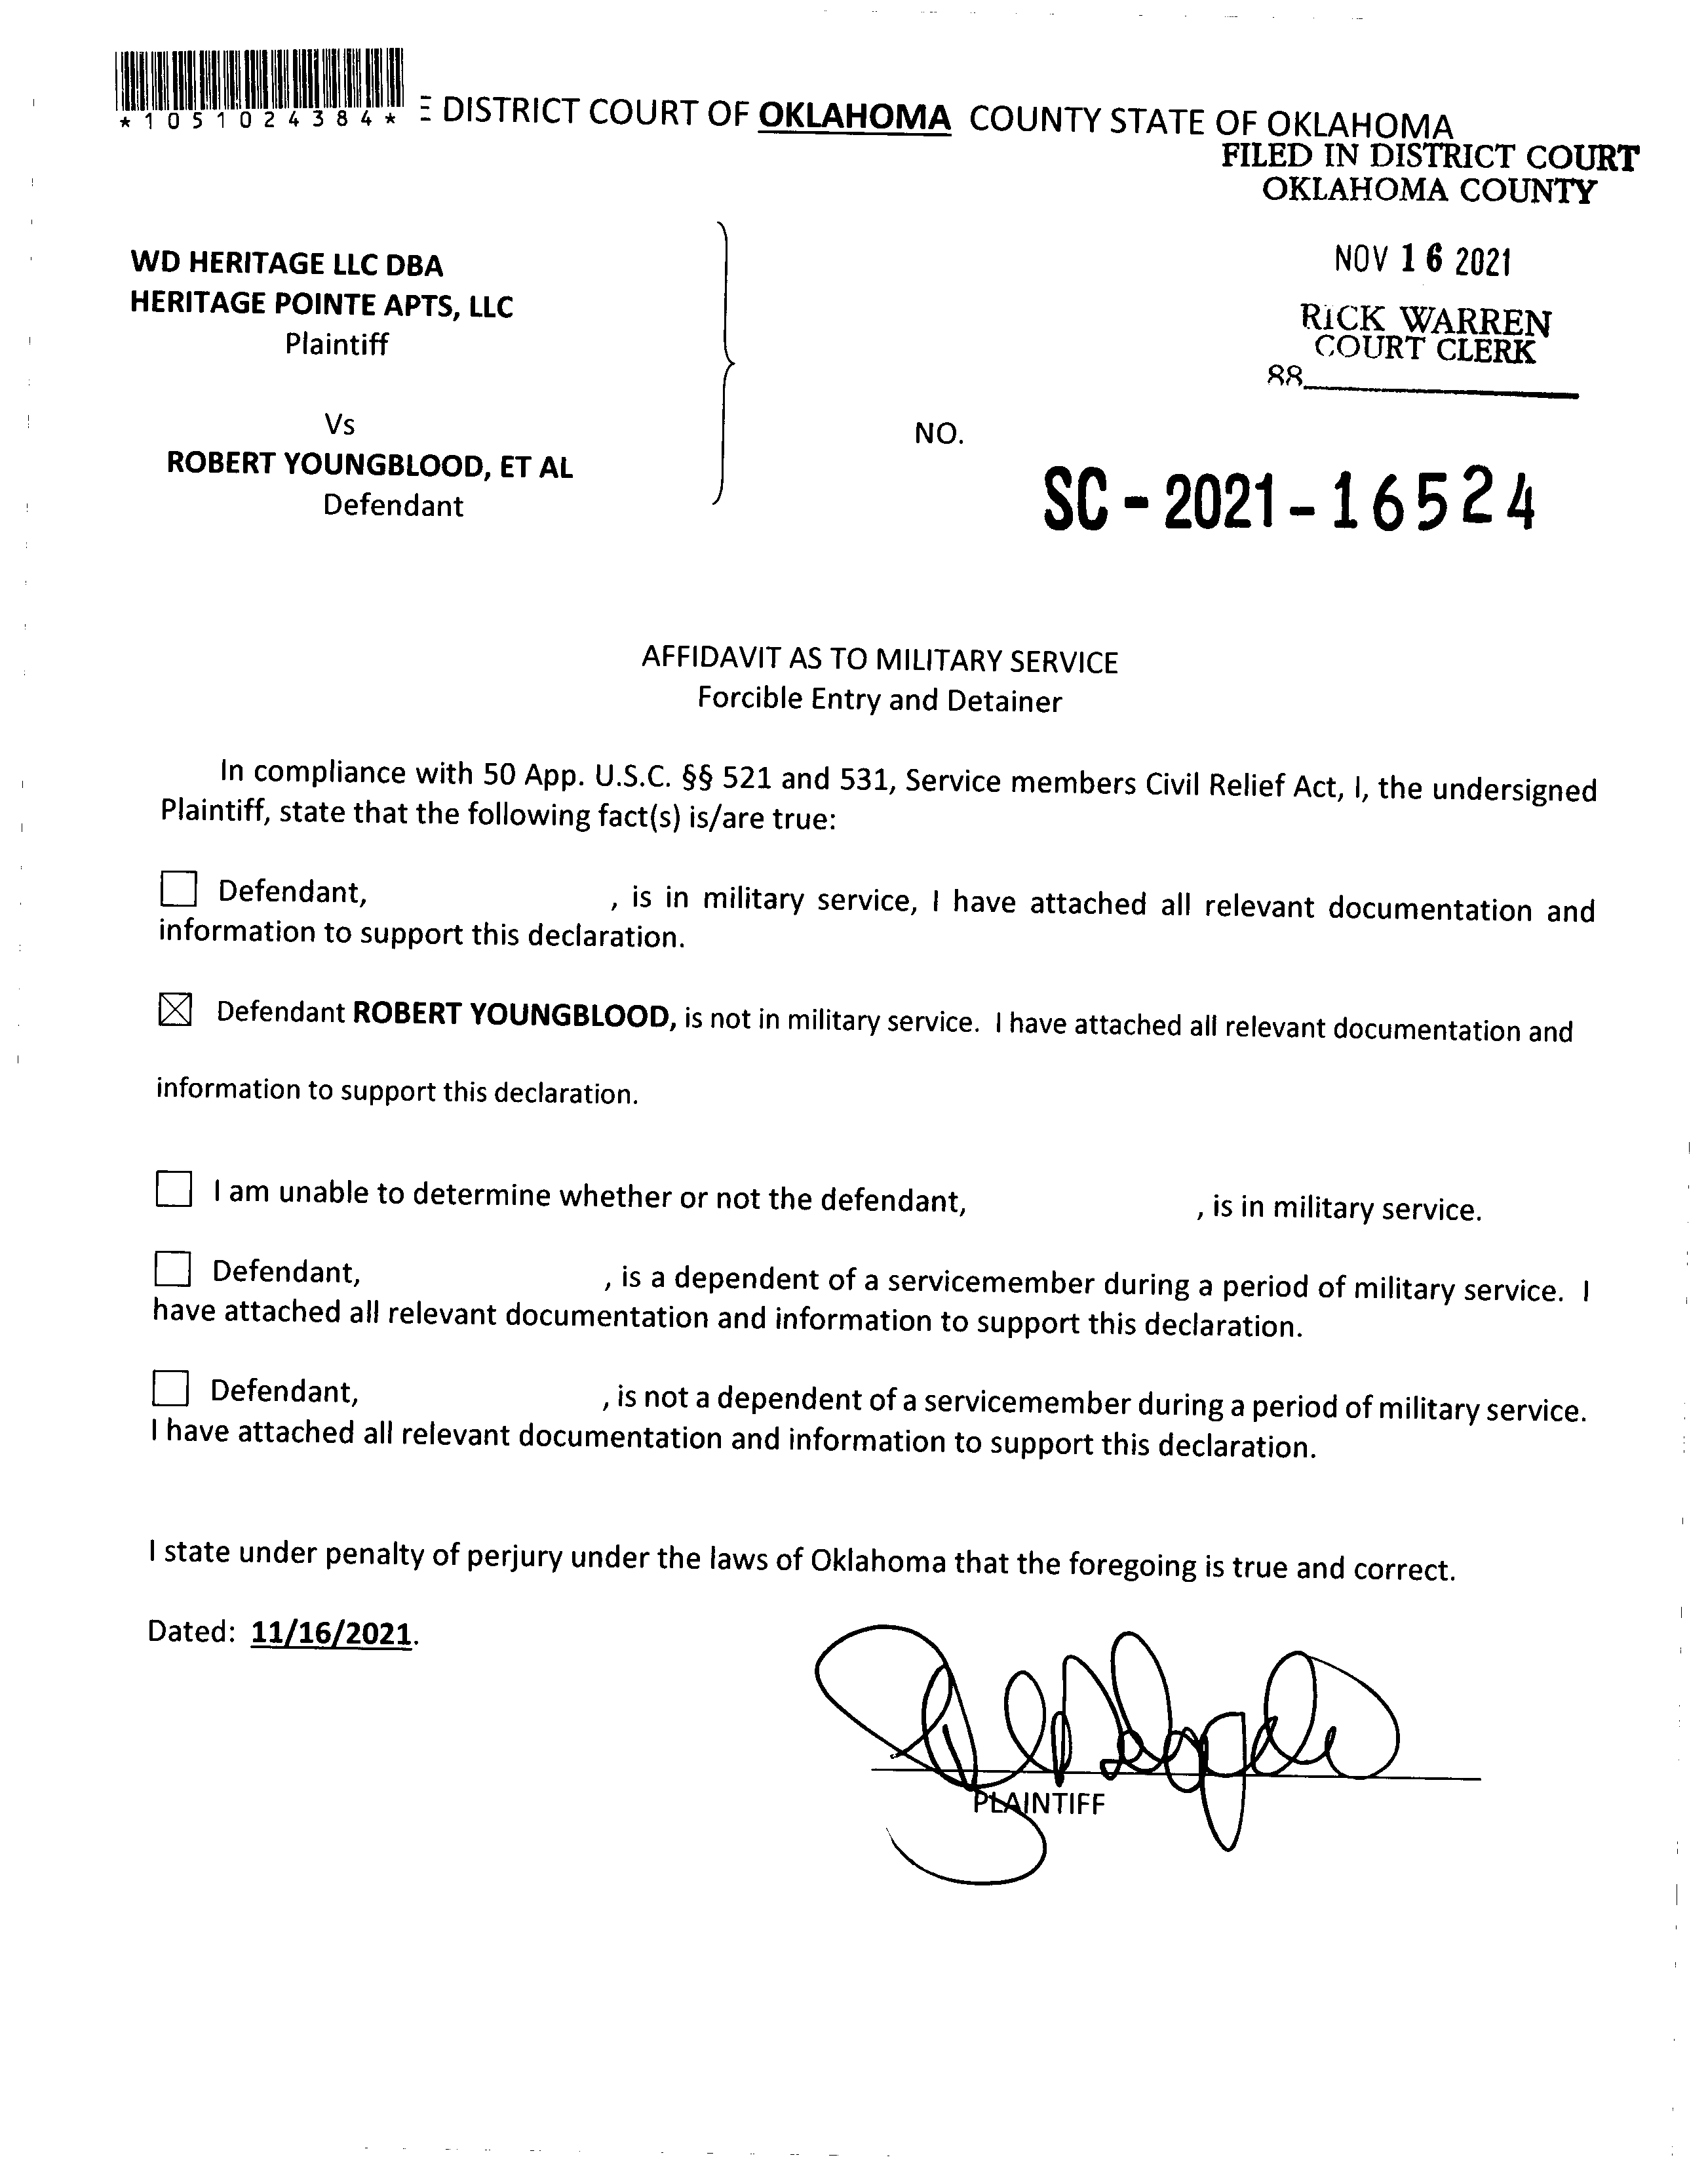 *1051024384*
DISTRICT COURT OF OKLAHOMA COUNTY STATE OF OKLAHOMA
FILED IN DISTRICT COURT
OKLAHOMA COUNTY
NOV 16 2021
RICK WARREN
COURT CLERK
88
WD HERITAGE LLC DBA
HERITAGE POINTE APTS, LLC
Plaintiff
Vs
ROBERT YOUNGBLOOD, ET AL
Defendant
NO.
SC-2021-16524
AFFIDAVIT AS TO MILITARY SERVICE
Forcible Entry and Detainer
In compliance with 50 App. U.S.C. §§ 521 and 531, Service members Civil Relief Act, I, the undersigned
Plaintiff, state that the following fact(s) is/are true:
☐ Defendant, , is in military service, I have attached all relevant documentation and
information to support this declaration.
☒ Defendant ROBERT YOUNGBLOOD, is not in military service. I have attached all relevant documentation and
information to support this declaration.
☐ I am unable to determine whether or not the defendant, , is in military service.
☐ Defendant, , is a dependent of a servicemember during a period of military service. I
have attached all relevant documentation and information to support this declaration.
☐ Defendant, , is not a dependent of a servicemember during a period of military service.
I have attached all relevant documentation and information to support this declaration.
I state under penalty of perjury under the laws of Oklahoma that the foregoing is true and correct.
Dated: 11/16/2021.
PLAINTIFF